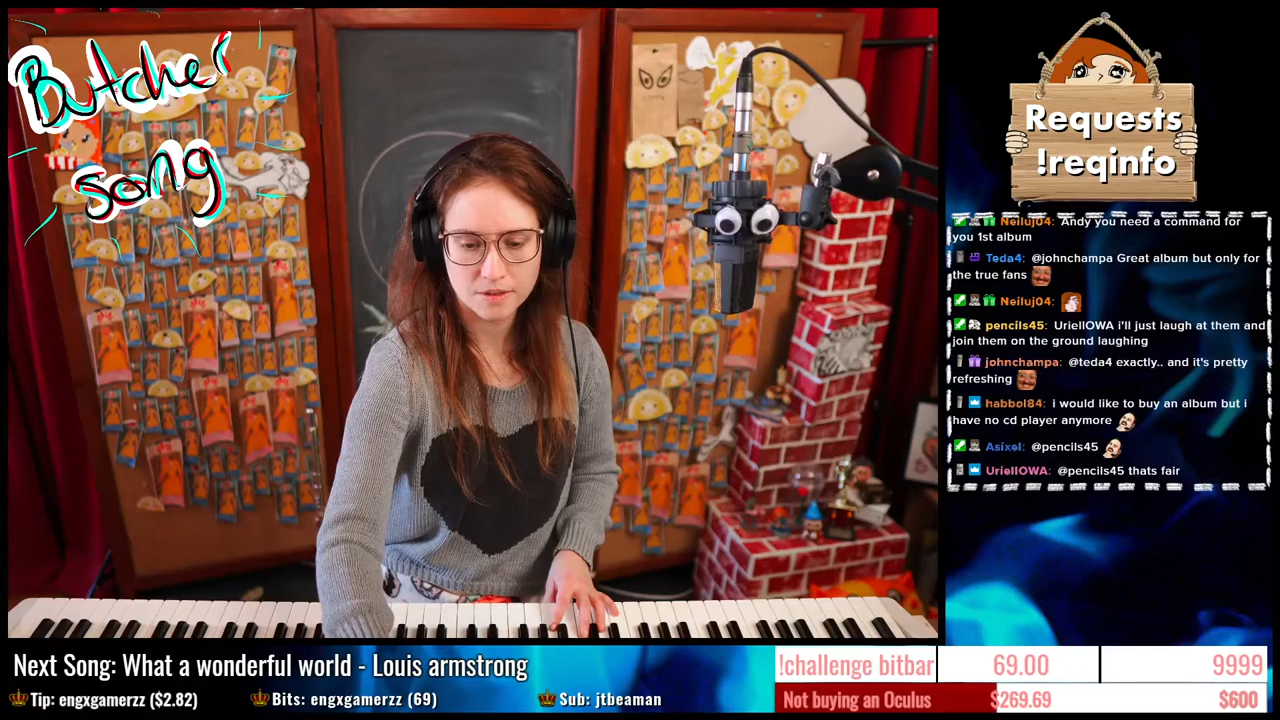 Butcher
song
Requests
!reqinfo
Neiluj04: Andy you need a command for
you 1st album
Teda4: @johnchampa Great album but only for
the true fans
Neiluj04:
pencils45: UriellOWA i'll just laugh at them and
join them on the ground laughing
johnchampa: @teda4 exactly.. and it's pretty
refreshing
habbol84: i would like to buy an album but i
have no cd player anymore
Asixel: @pencils45
UriellOWA: @pencils45 thats fair
Next Song: What a wonderful world - Louis armstrong
!challenge bitbar 69.00 9999
Tip: engxgamerzz ($2.82) Bits: engxgamerzz (69) Sub: jtbeaman
Not buying an Oculus $269.69 $600